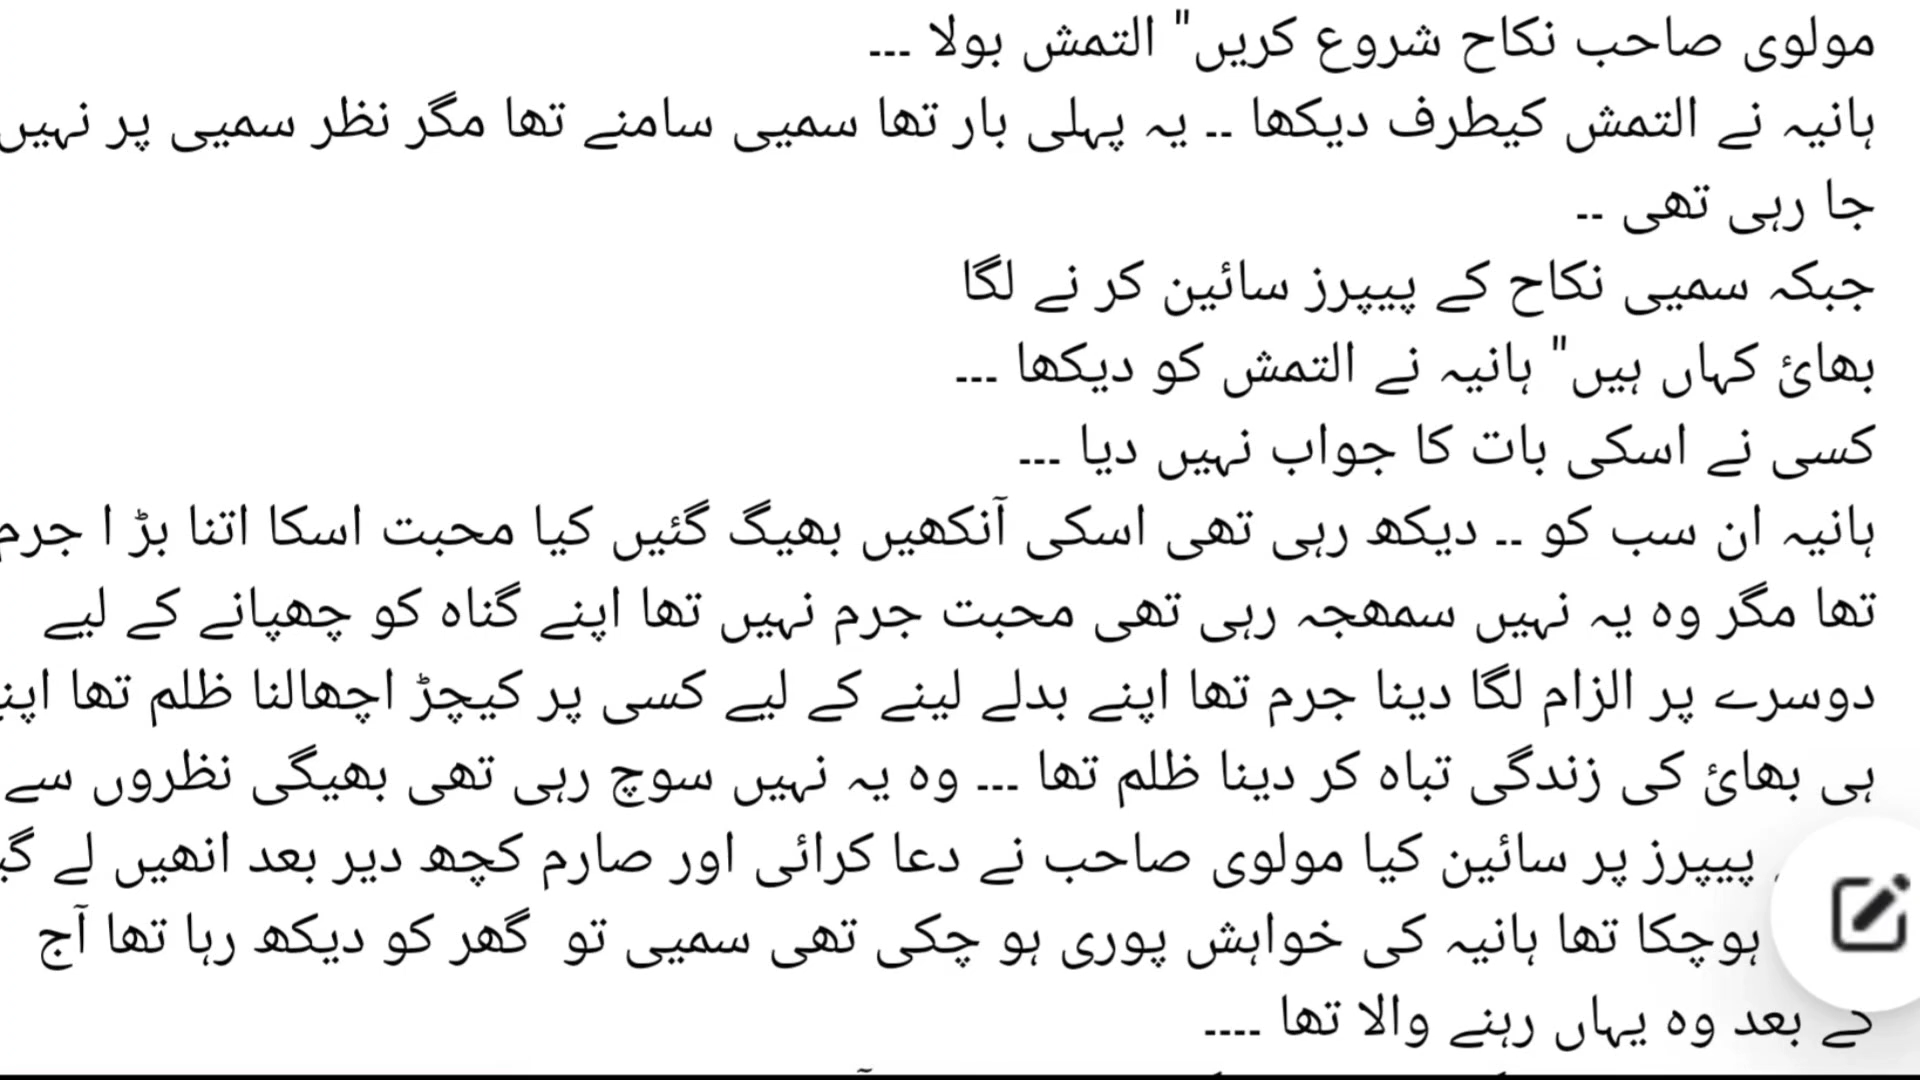 مولوی صاحب نکاح شروع کریں" التمش بولا ---
ہانیہ نے التمش کیطرف دیکھا -- یہ پہلی بار تھا سمیی سامنے تھا مگر نظر سمیی پر نہیں
جا رہی تھی --
جبکہ سمیی نکاح کے پیپرز سائین کر نے لگا
بھائ کہاں ہیں" ہانیہ نے التمش کو دیکھا ---
کسی نے اسکی بات کا جواب نہیں دیا ---
ہانیہ ان سب کو -- دیکھ رہی تھی اسکی آنکھیں بھیگ گئیں کیا محبت اسکا اتنا بڑ ا جرم
تھا مگر وہ یہ نہیں سمھجہ رہی تھی محبت جرم نہیں تھا اپنے گناہ کو چھپانے کے لیے
دوسرے پر الزام لگا دینا جرم تھا اپنے بدلے لینے کے لیے کسی پر کیچڑ اچھالنا ظلم تھا
ہی بھائ کی زندگی تباہ کر دینا ظلم تھا --- وہ یہ نہیں سوچ رہی تھی بھیگی نظروں سے
پیپرز پر سائین کیا مولوی صاحب نے دعا کرائی اور صارم کچھ دیر بعد انھیں لے
ہوچکا تھا ہانیہ کی خواہش پوری ہو چکی تھی سمیی تو گھر کو دیکھ رہا تھا آج
کے بعد وہ یہاں رہنے والا تھا ----